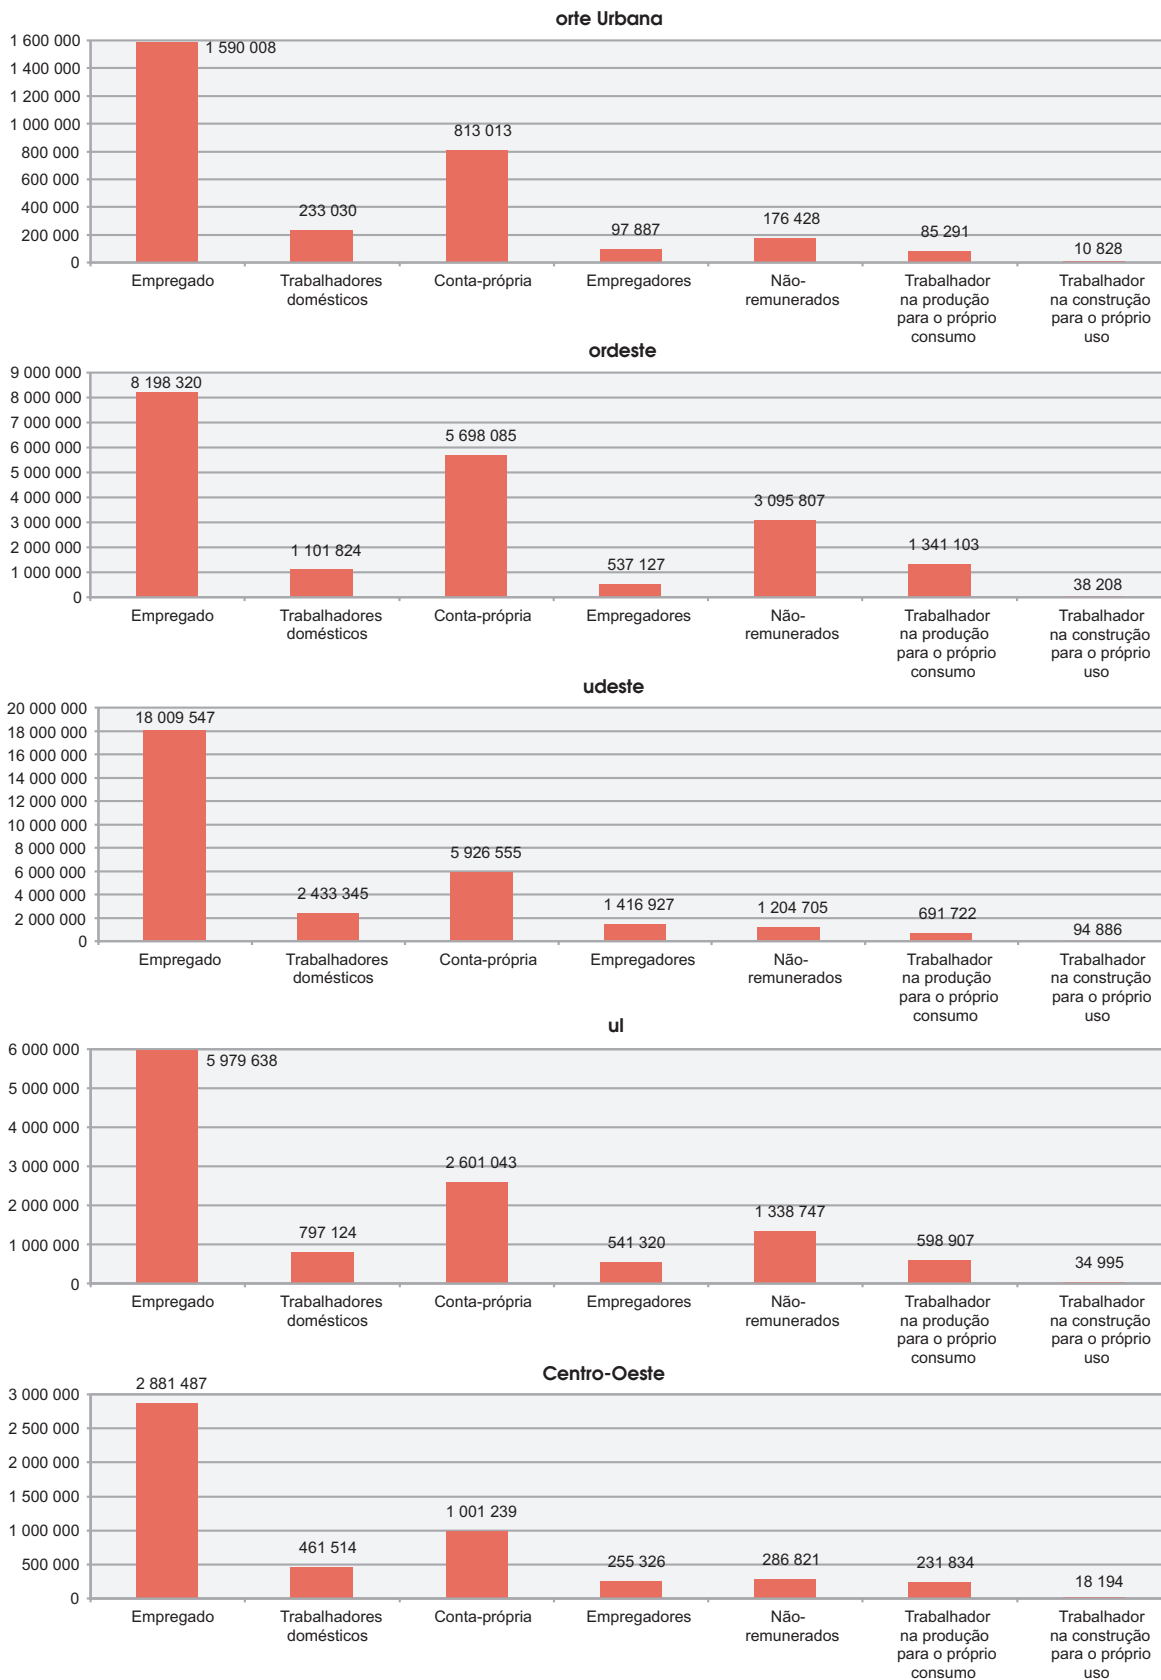 orte Urbana
1 600 000
1 400 000
1 200 000
1 000 000
800 000
600 000
400 000
200 000
0
1 590 008
233 030
813 013
97 887
176 428
85 291
10 828
Empregado
Trabalhadores
domésticos
Conta-própria
Empregadores
Não-
remunerados
Trabalhador
na produção
para o próprio
consumo
Trabalhador
na construção
para o próprio
uso
ordeste
9 000 000
8 000 000
7 000 000
6 000 000
5 000 000
4 000 000
3 000 000
2 000 000
1 000 000
0
8 198 320
1 101 824
5 698 085
537 127
3 095 807
1 341 103
38 208
Empregado
Trabalhadores
domésticos
Conta-própria
Empregadores
Não-
remunerados
Trabalhador
na produção
para o próprio
consumo
Trabalhador
na construção
para o próprio
uso
udeste
20 000 000
18 000 000
16 000 000
14 000 000
12 000 000
10 000 000
8 000 000
6 000 000
4 000 000
2 000 000
0
18 009 547
2 433 345
5 926 555
1 416 927
1 204 705
691 722
94 886
Empregado
Trabalhadores
domésticos
Conta-própria
Empregadores
Não-
remunerados
Trabalhador
na produção
para o próprio
consumo
Trabalhador
na construção
para o próprio
uso
ul
6 000 000
5 000 000
4 000 000
3 000 000
2 000 000
1 000 000
0
5 979 638
797 124
2 601 043
541 320
1 338 747
598 907
34 995
Empregado
Trabalhadores
domésticos
Conta-própria
Empregadores
Não-
remunerados
Trabalhador
na produção
para o próprio
consumo
Trabalhador
na construção
para o próprio
uso
Centro-Oeste
3 000 000
2 500 000
2 000 000
1 500 000
1 000 000
500 000
0
2 881 487
461 514
1 001 239
255 326
286 821
231 834
18 194
Empregado
Trabalhadores
domésticos
Conta-própria
Empregadores
Não-
remunerados
Trabalhador
na produção
para o próprio
consumo
Trabalhador
na construção
para o próprio
uso